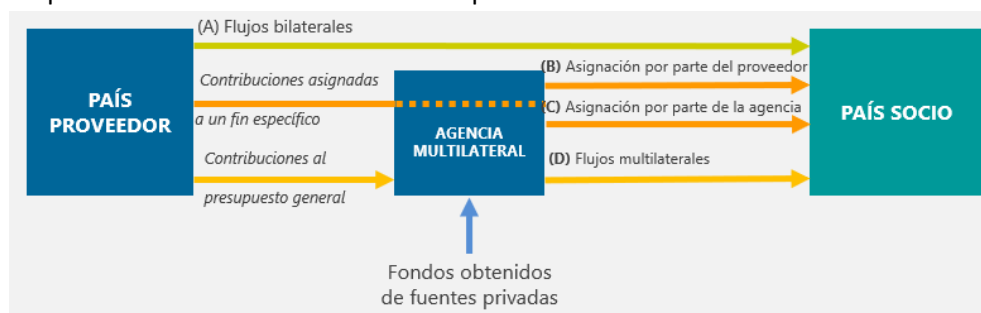 (A) Flujos bilaterales
PAÍS
PROVEEDOR
Contribuciones asignadas
a un fin específico
Contribuciones al
presupuesto general
AGENCIA
MULTILATERAL
(B) Asignación por parte del proveedor
(C) Asignación por parte de la agencia
(D) Flujos multilaterales
PAÍS SOCIO
Fondos obtenidos
de fuentes privadas